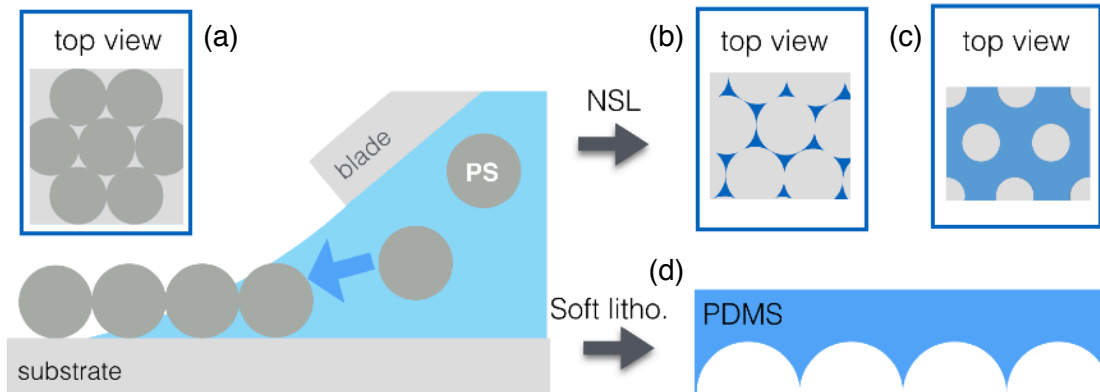 top view
(a)
blade
PS
substrate
NSL
(b)
top view
(c)
top view
Soft litho.
(d)
PDMS